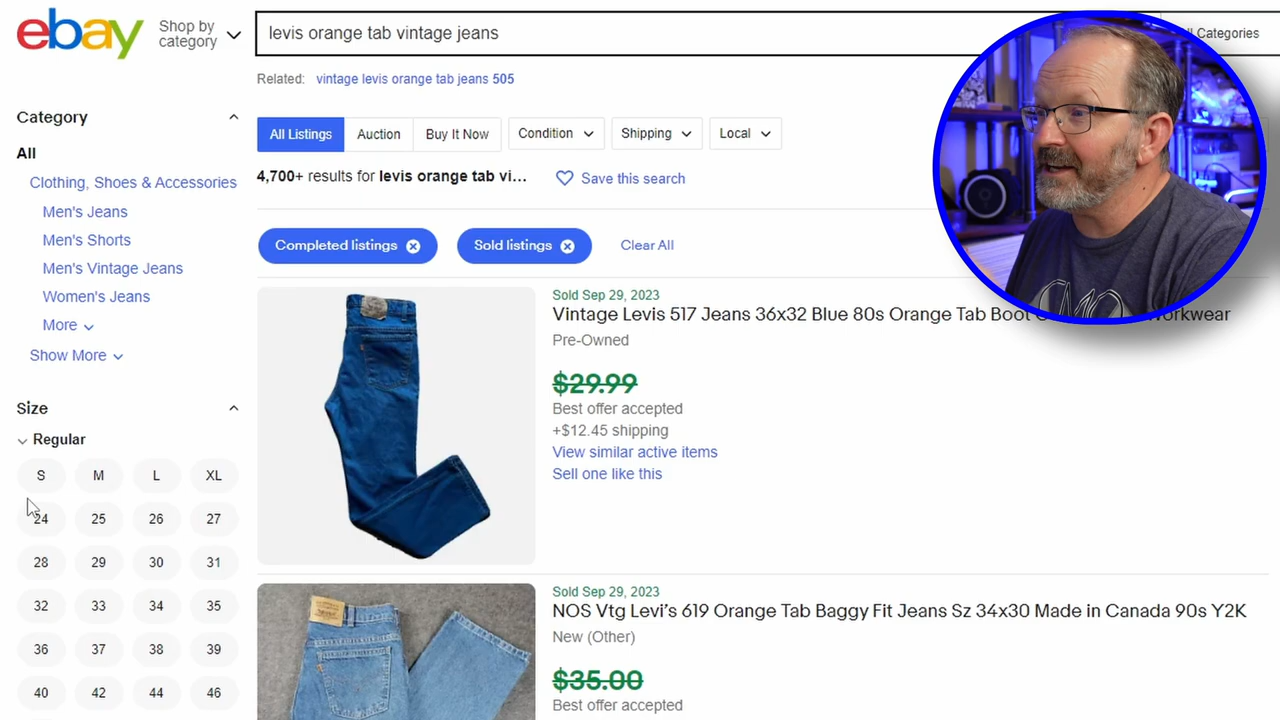 ebay
Shop by
category
levis orange tab vintage jeans
Categories
Related: vintage levis orange tab jeans 505
Category
All
Clothing, Shoes & Accessories
Men's Jeans
Men's Shorts
Men's Vintage Jeans
Women's Jeans
More
Show More
Size
Regular
S M L XL
24 25 26 27
28 29 30 31
32 33 34 35
36 37 38 39
40 42 44 46
All Listings Auction Buy It Now Condition Shipping Local
4,700+ results for levis orange tab vi... Save this search
Completed listings Sold listings Clear All
Sold Sep 29, 2023
Vintage Levis 517 Jeans 36x32 Blue 80s Orange Tab Boot Workwear
Pre-Owned
$29.99
Best offer accepted
+$12.45 shipping
View similar active items
Sell one like this
Sold Sep 29, 2023
NOS Vtg Levi's 619 Orange Tab Baggy Fit Jeans Sz 34x30 Made in Canada 90s Y2K
New (Other)
$35.00
Best offer accepted